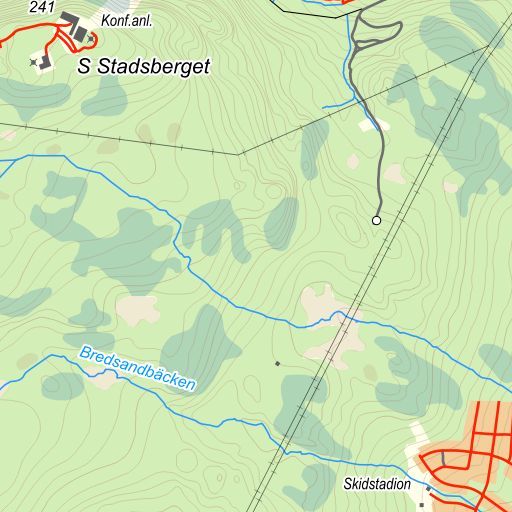 241
Konf.anl.
S Stadsberget
Bredsandbäcken
Skidstadion